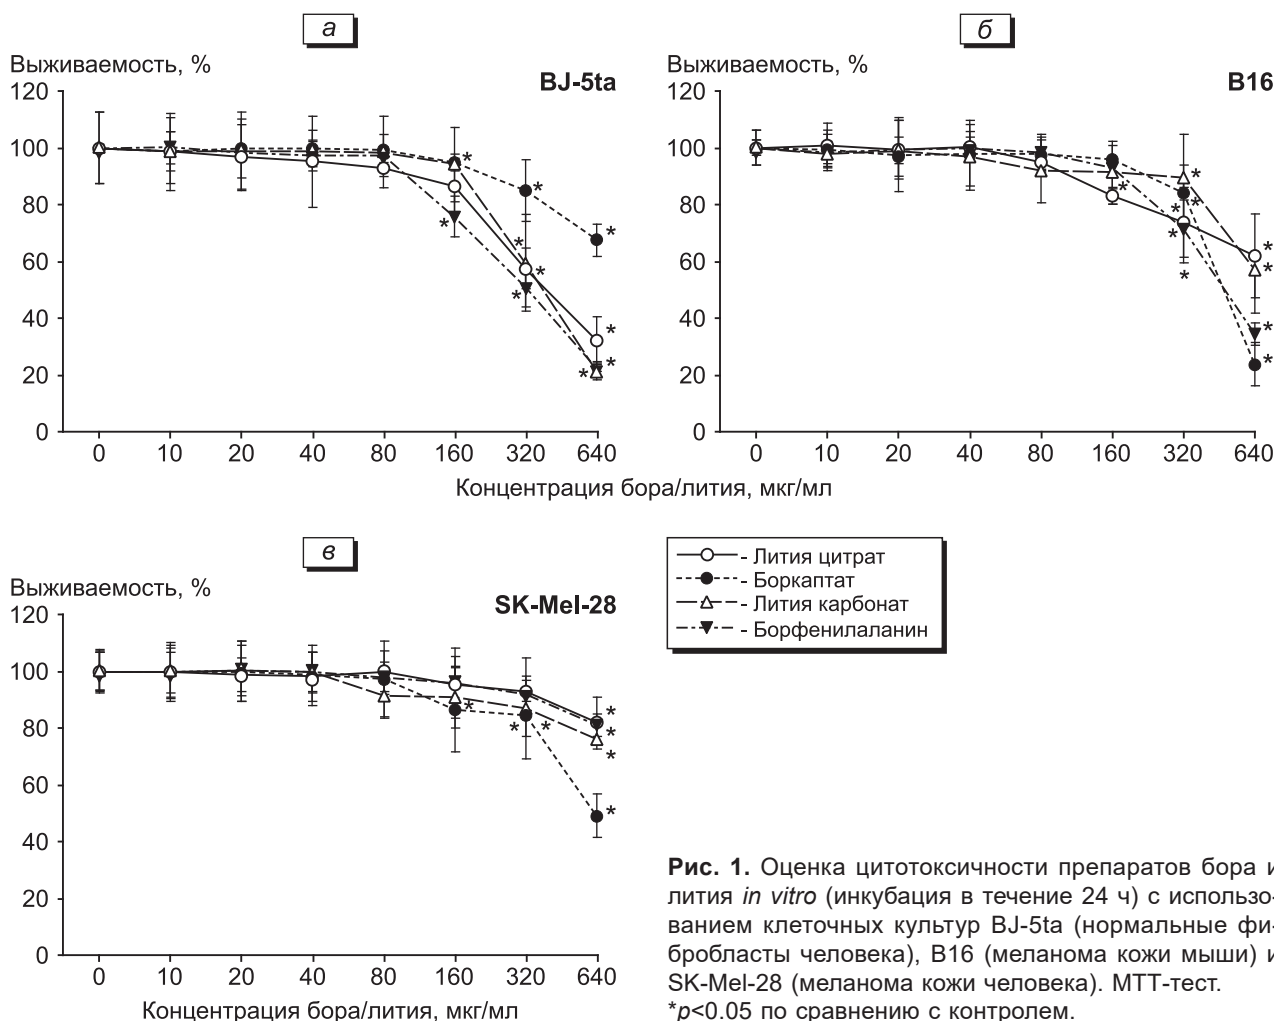 а
Выживаемость, %
BJ-5ta
120
100
80
60
40
20
0
0 10 20 40 80 160 320 640
б
Выживаемость, %
B16
120
100
80
60
40
20
0
0 10 20 40 80 160 320 640
Концентрация бора/лития, мкг/мл
в
Выживаемость, %
SK-Mel-28
120
100
80
60
40
20
0
0 10 20 40 80 160 320 640
Концентрация бора/лития, мкг/мл
- Лития цитрат
- Боркаптат
- Лития карбонат
- Борфенилаланин
Рис. 1. Оценка цитотоксичности препаратов бора и
лития in vitro (инкубация в течение 24 ч) с использо-
ванием клеточных культур BJ-5ta (нормальные фи-
бробласты человека), B16 (меланома кожи мыши) и
SK-Mel-28 (меланома кожи человека). МТТ-тест.
*p<0.05 по сравнению с контролем.